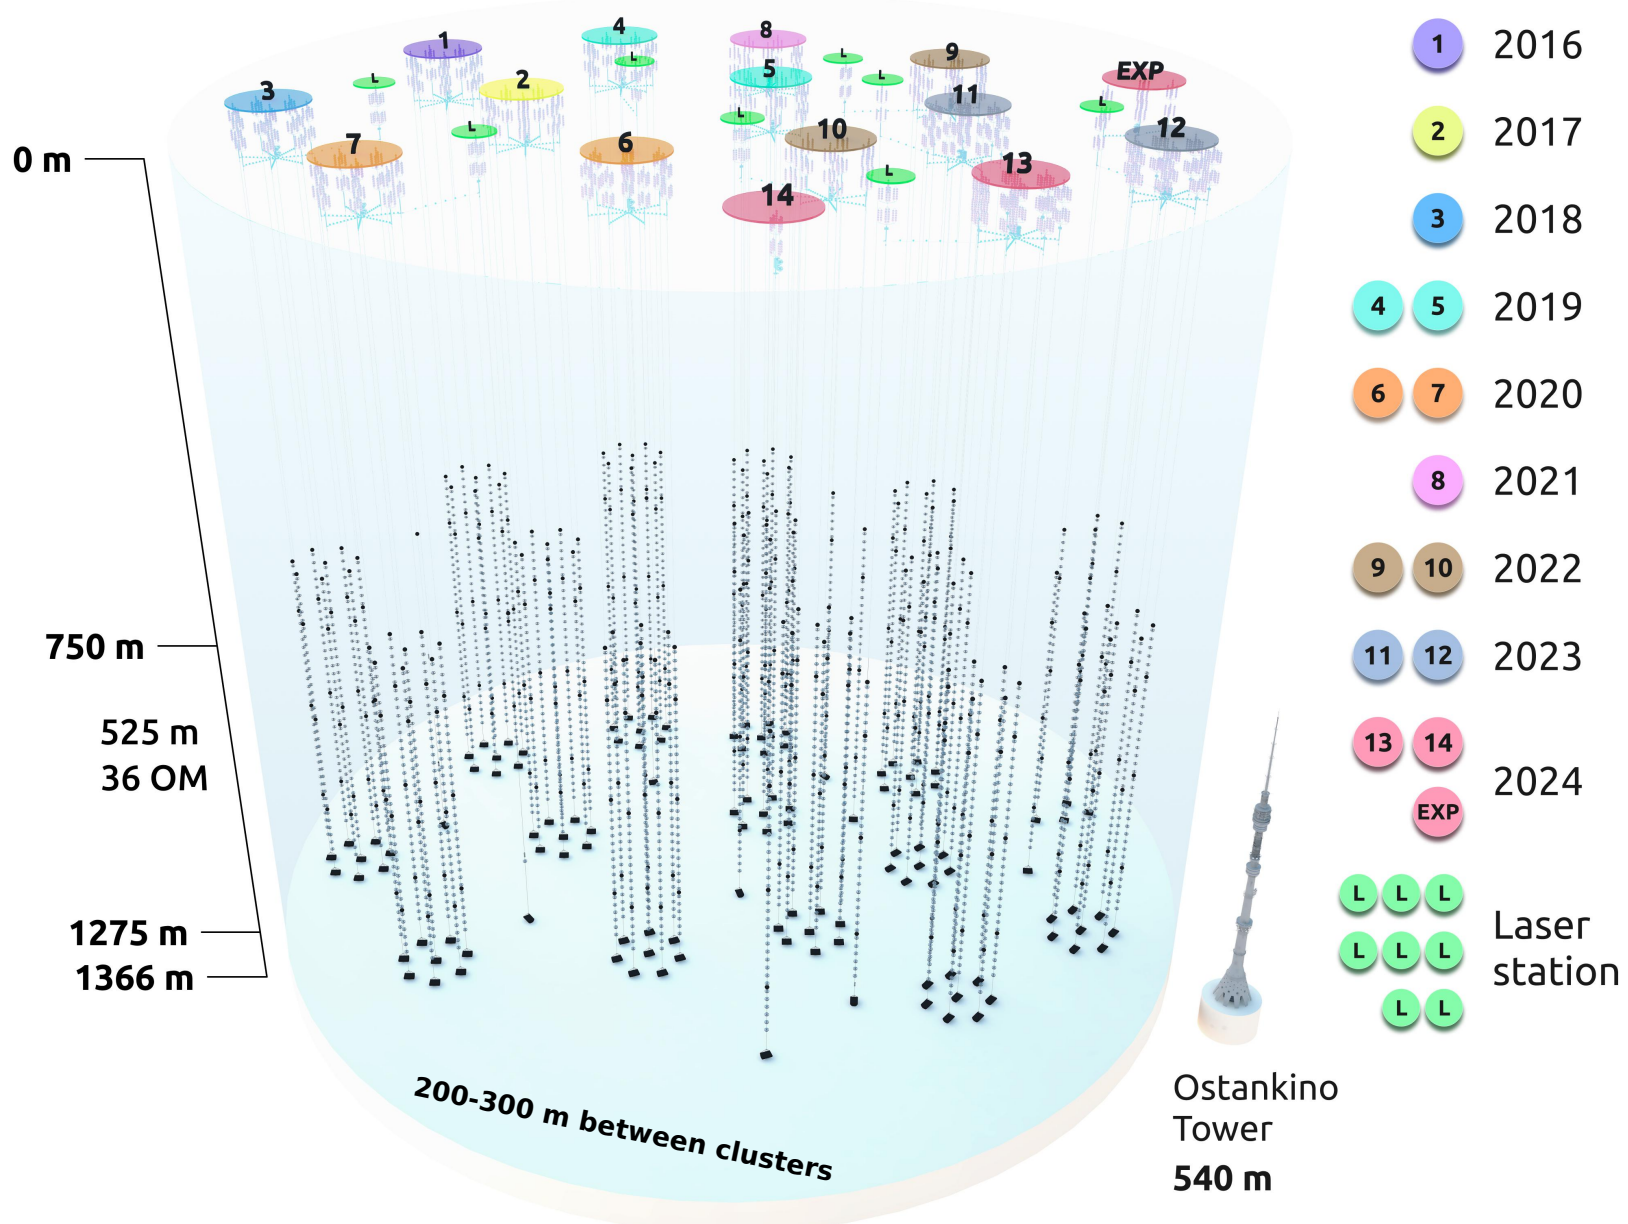 4
8
1
9
L
L
5
EXP
L
2
L
3
11
L
L
12
L
10
6
7
13
L
14
0 m
750 m
525 m
36 OM
1275 m
1366 m
200-300 m between clusters
Ostankino
Tower
540 m
1 2016
2 2017
3 2018
4 5 2019
6 7 2020
8 2021
9 10 2022
11 12 2023
13 14
2024
EXP
L L L
Laser
L L L
station
L L